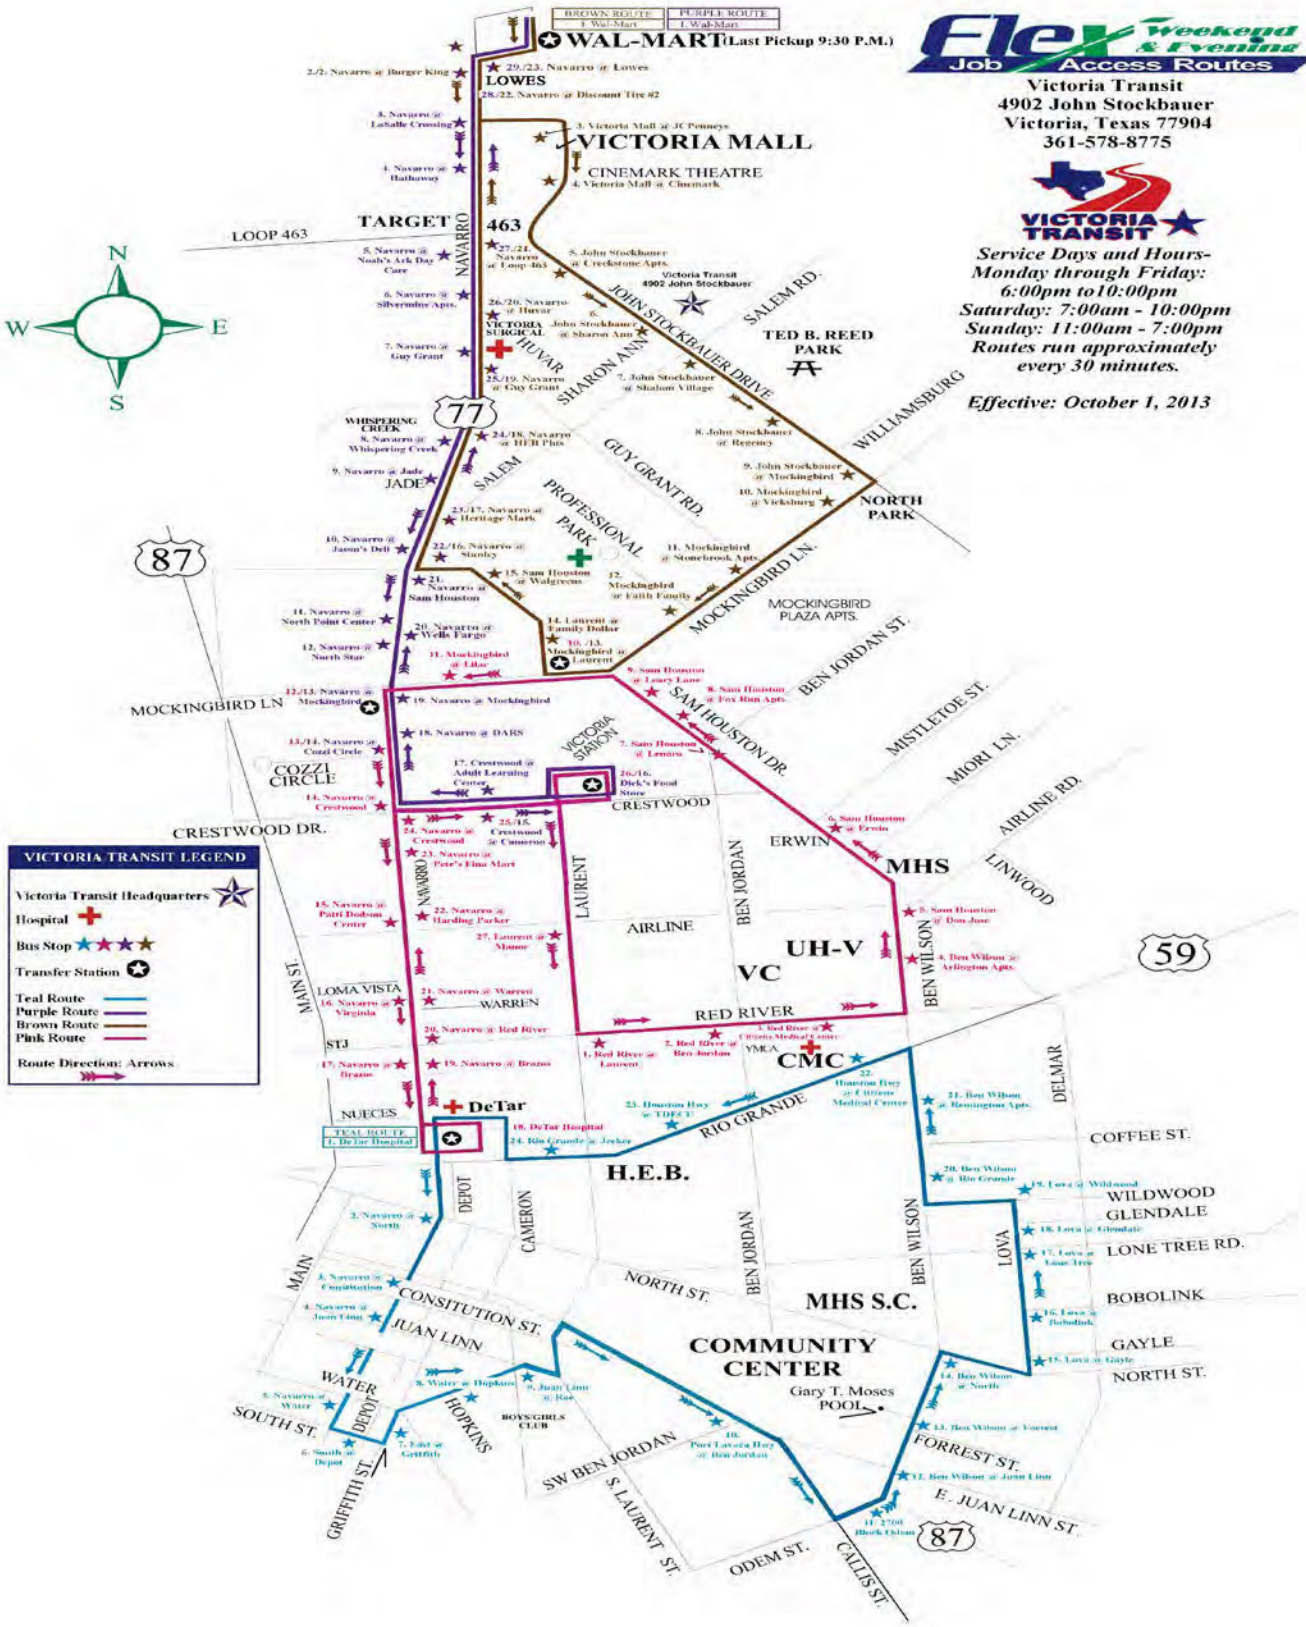 BROWN ROUTE
1. Wal-Mart
PURPLE ROUTE
1. Wal-Mart
WAL-MART (Last Pickup 9:30 P.M.)
Flex Weekend
& Evening
Job Access Routes
Victoria Transit
4902 John Stockbauer
Victoria, Texas 77904
361-578-8775
VICTORIA
TRANSIT
Service Days and Hours-
Monday through Friday:
6:00pm to10:00pm
Saturday: 7:00am - 10:00pm
Sunday: 11:00am - 7:00pm
Routes run approximately
every 30 minutes.
Effective: October 1, 2013
2./2. Navarro @ Burger King
29./23. Navarro @ Lowes
LOWES
28./22. Navarro @ Discount Tire #2
3. Navarro @
LaSalle Crossing
3. Victoria Mall @ JCPenneys
VICTORIA MALL
4. Navarro @
Hathaway
CINEMARK THEATRE
4. Victoria Mall @ Cinemark
TARGET
463
LOOP 463
NAVARRO
5. Navarro @
Noah's Ark Day
Care
27./21.
Navarro
@ Loop 463
5. John Stockbauer
@ Creekstone Apts.
Victoria Transit
4902 John Stockbauer
SALEM RD.
6. Navarro @
Silvermine Apts.
26./20. Navarro
@ Huvar
6.
John Stockbauer
@ Sharon Ann
JOHN STOCKBAUER DRIVE
VICTORIA
SURGICAL
HUVAR
SHARON ANN
TED B. REED
PARK
7. Navarro @
Guy Grant
25./19. Navarro
@ Guy Grant
7. John Stockbauer
@ Shalom Village
N
W
E
S
77
WHISPERING
CREEK
8. Navarro @
Whispering Creek
24./18. Navarro
@ HEB Plus
8. John Stockbauer
@ Regency
WILLIAMSBURG
9. Navarro @ Jade
JADE
SALEM
GUY GRANT RD.
9. John Stockbauer
@ Mockingbird
10. Mockingbird
@ Vicksburg
NORTH
PARK
PROFESSIONAL
PARK
23./17. Navarro @
Heritage Mark
87
10. Navarro @
Jason's Deli
22./16. Navarro @
Stanley
11. Mockingbird
@ Stonebrook Apts.
15. Sam Houston
@ Walgreens
12.
Mockingbird
@ Faith Family
MOCKINGBIRD LN.
21.
Navarro @
Sam Houston
MOCKINGBIRD
PLAZA APTS.
11. Navarro @
North Point Center
14. Laurent @
Family Dollar
20. Navarro @
Wells Fargo
BEN JORDAN ST.
12. Navarro @
North Star
11. Mockingbird
@ Lilac
10. /13.
Mockingbird @
Laurent
9. Sam Houston
@ Leary Lane
MOCKINGBIRD LN
12./13. Navarro @
Mockingbird
19. Navarro @ Mockingbird
8. Sam Houston
@ Fox Run Apts.
SAM HOUSTON DR.
MISTLETOE ST.
18. Navarro @ DARS
VICTORIA
STATION
7. Sam Houston
@ Lenora
MIORI LN.
13./14. Navarro @
Cozzi Circle
COZZI
CIRCLE
17. Crestwood @
Adult Learning
Center
26./16.
Dick's Food
Store
CRESTWOOD
AIRLINE RD.
14. Navarro @
Crestwood
CRESTWOOD DR.
24. Navarro @
Crestwood
25./15.
Crestwood
@ Cameron
6. Sam Houston
@ Erwin
ERWIN
LINWOOD
MHS
23. Navarro @
Pete's Fina Mart
NAVARRO
LAURENT
BEN JORDAN
VICTORIA TRANSIT LEGEND
Victoria Transit Headquarters
Hospital
Bus Stop
Transfer Station
Teal Route
Purple Route
Brown Route
Pink Route
Route Direction: Arrows
15. Navarro @
Patti Dodson
Center
22. Navarro @
Harding Parker
AIRLINE
5. Sam Houston
@ Don Jose
27. Laurent @
Manor
UH-V
VC
BEN WILSON
4. Ben Wilson @
Arlington Apts.
59
MAIN ST.
LOMA VISTA
16. Navarro @
Virginia
21. Navarro @ Warren
WARREN
RED RIVER
STJ
20. Navarro @ Red River
1. Red River @
Laurent
2. Red River @
Ben Jordan
3. Red River @
Citizens Medical Center
YMCA
CMC
17. Navarro @
Brazos
19. Navarro @ Brazos
22.
Houston Hwy
@ Citizens
Medical Center
DELMAR
NUECES
DeTar
TEAL ROUTE
1. DeTar Hospital
18. DeTar Hospital
24. Rio Grande @ Jecker
23. Houston Hwy
@ TDECU
RIO GRANDE
21. Ben Wilson
@ Remington Apts.
COFFEE ST.
H.E.B.
20. Ben Wilson
@ Rio Grande
19. Lova @ Wildwood
WILDWOOD
GLENDALE
DEPOT
CAMERON
2. Navarro @
North
BEN JORDAN
BEN WILSON
LOVA
18. Lova @ Glendale
17. Lova @
Lone Tree
LONE TREE RD.
MAIN
3. Navarro @
Constitution
CONSITUTION ST.
NORTH ST.
MHS S.C.
16. Lova @
Bobolink
BOBOLINK
4. Navarro @
Juan Linn
JUAN LINN
COMMUNITY
CENTER
GAYLE
15. Lova @ Gayle
NORTH ST.
14. Ben Wilson
@ North
WATER
8. Water @ Hopkins
9. Juan Linn
@ Rae
Gary T. Moses
POOL
5. Navarro @
Water
DEPOT
HOPKINS
BOYS/GIRLS
CLUB
SOUTH ST.
10.
Port Lavaca Hwy
@ Ben Jordan
13. Ben Wilson @ Forrest
FORREST ST.
6. South @
Depot
7. East @
Griffith
SW BEN JORDAN
12. Ben Wilson @ Juan Linn
E. JUAN LINN ST.
GRIFFITH ST.
S. LAURENT ST.
11. 2700
Block Odem
87
ODEM ST.
CALLIS ST.